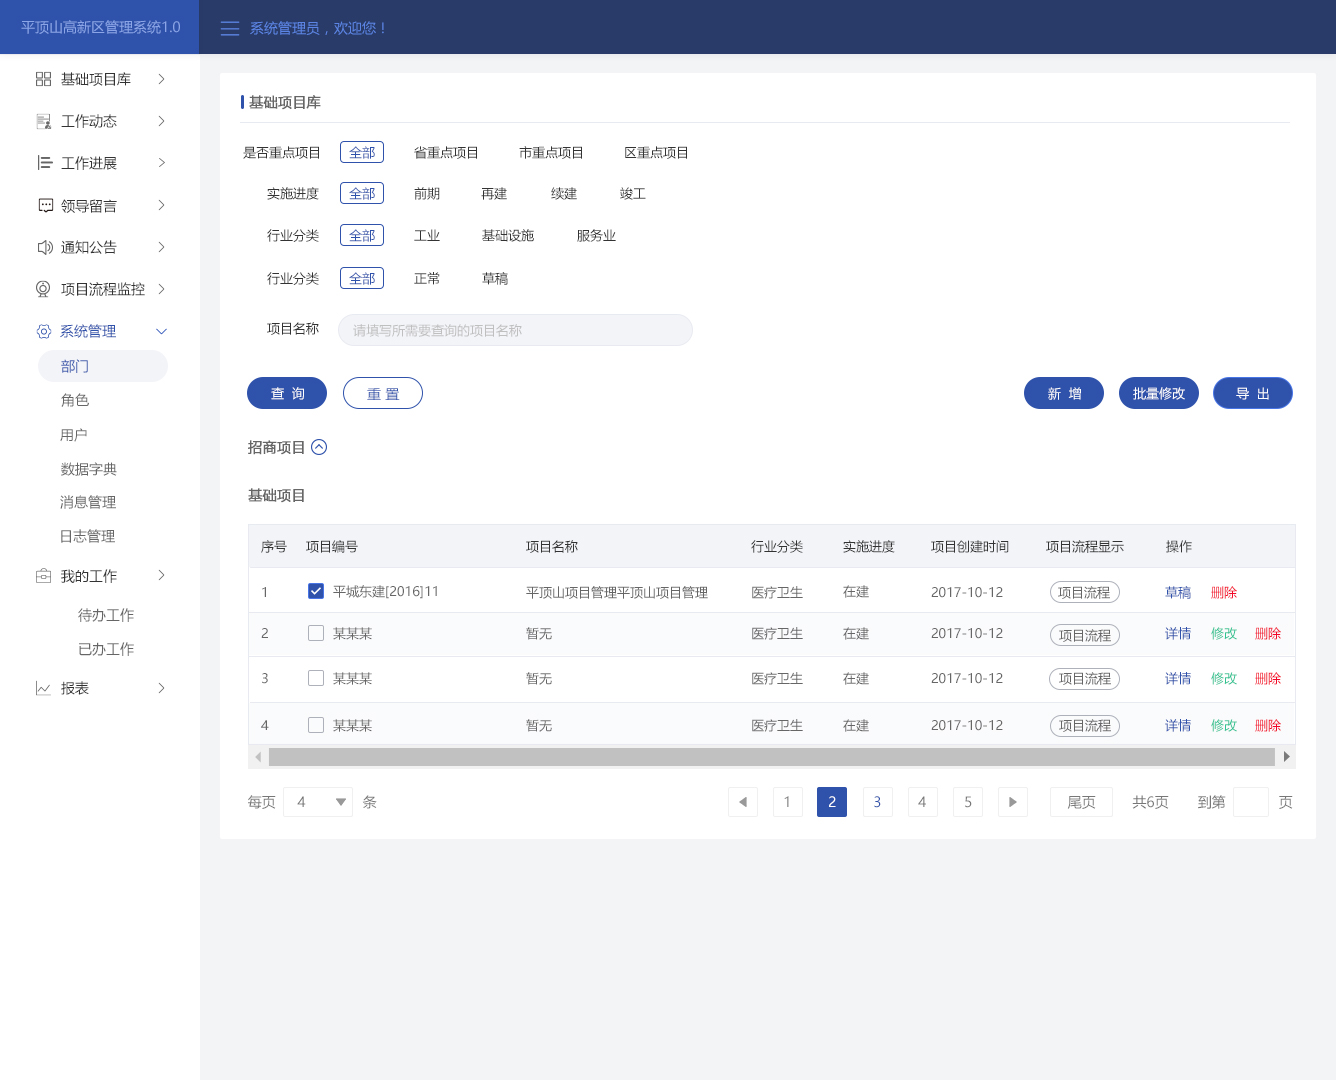 平顶山高新区管理系统1.0
系统管理员，欢迎您！
基础项目库
工作动态
工作进展
领导留言
通知公告
项目流程监控
系统管理
部门
角色
用户
数据字典
消息管理
日志管理
我的工作
待办工作
已办工作
报表
基础项目库
是否重点项目 全部 省重点项目 市重点项目 区重点项目
实施进度 全部 前期 再建 续建 竣工
行业分类 全部 工业 基础设施 服务业
行业分类 全部 正常 草稿
项目名称 请填写所需要查询的项目名称
查 询 重 置 新 增 批量修改 导 出
招商项目
基础项目
序号 项目编号 项目名称 行业分类 实施进度 项目创建时间 项目流程显示 操作
1 平城东建[2016]11 平顶山项目管理平顶山项目管理 医疗卫生 在建 2017-10-12 项目流程 草稿 删除
2 某某某 暂无 医疗卫生 在建 2017-10-12 项目流程 详情 修改 删除
3 某某某 暂无 医疗卫生 在建 2017-10-12 项目流程 详情 修改 删除
4 某某某 暂无 医疗卫生 在建 2017-10-12 项目流程 详情 修改 删除
每页 4 条 1 2 3 4 5 尾页 共6页 到第 页